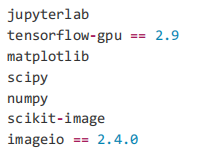 jupyterlab
tensorflow-gpu == 2.9
matplotlib
scipy
numpy
scikit-image
imageio == 2.4.0